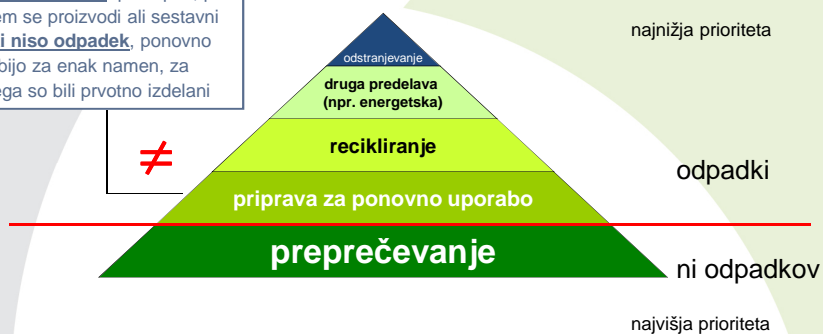 em se proizvodi ali sestavni
niso odpadek, ponovno
bijo za enak namen, za
so bili prvotno izdelani
najnižja prioriteta
odstranjevanje
druga predelava
(npr. energetska)
recikliranje
≠
odpadki
priprava za ponovno uporabo
preprečevanje
ni odpadkov
najvišja prioriteta